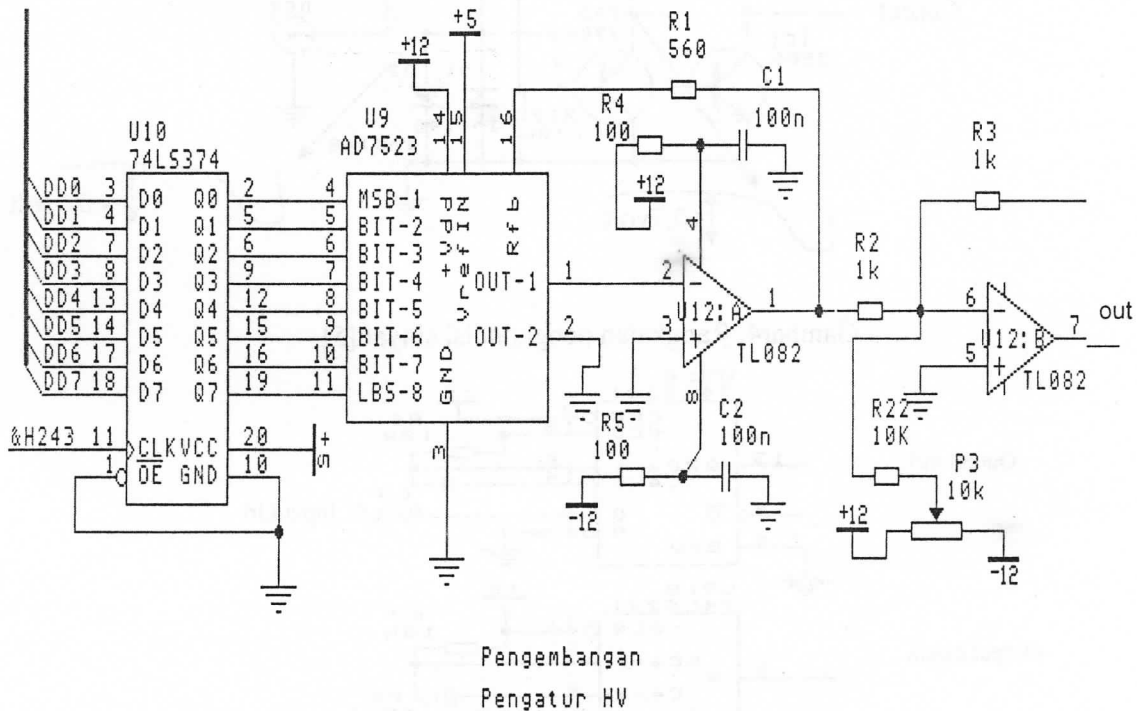 +5
R1
560
+12
C1
100n
R4
100
U10
74LS374
U9
AD7523
14
15
16
R3
1k
+12
DD0 3 D0 Q0 2 4 MSB-1
DD1 4 D1 Q1 5 5 BIT-2
DD2 7 D2 Q2 6 6 BIT-3
DD3 8 D3 Q3 9 7 BIT-4
DD4 13 D4 Q4 12 8 BIT-5
DD5 14 D5 Q5 15 9 BIT-6
DD6 17 D6 Q6 16 10 BIT-7
DD7 18 D7 Q7 19 11 LBS-8
+Vdd
VrefIN
Rfb
GND
OUT-1 1
OUT-2 2
4
2 -
3 +
U12:A
1
TL082
8
R2
1k
6 -
5 +
U12:B
7
out
TL082
R5
100
C2
100n
-12
R22
10K
P3
10k
+12
-12
&H243 11 CLK VCC 20
1 OE GND 10
+5
3
Pengembangan
Pengatur HV